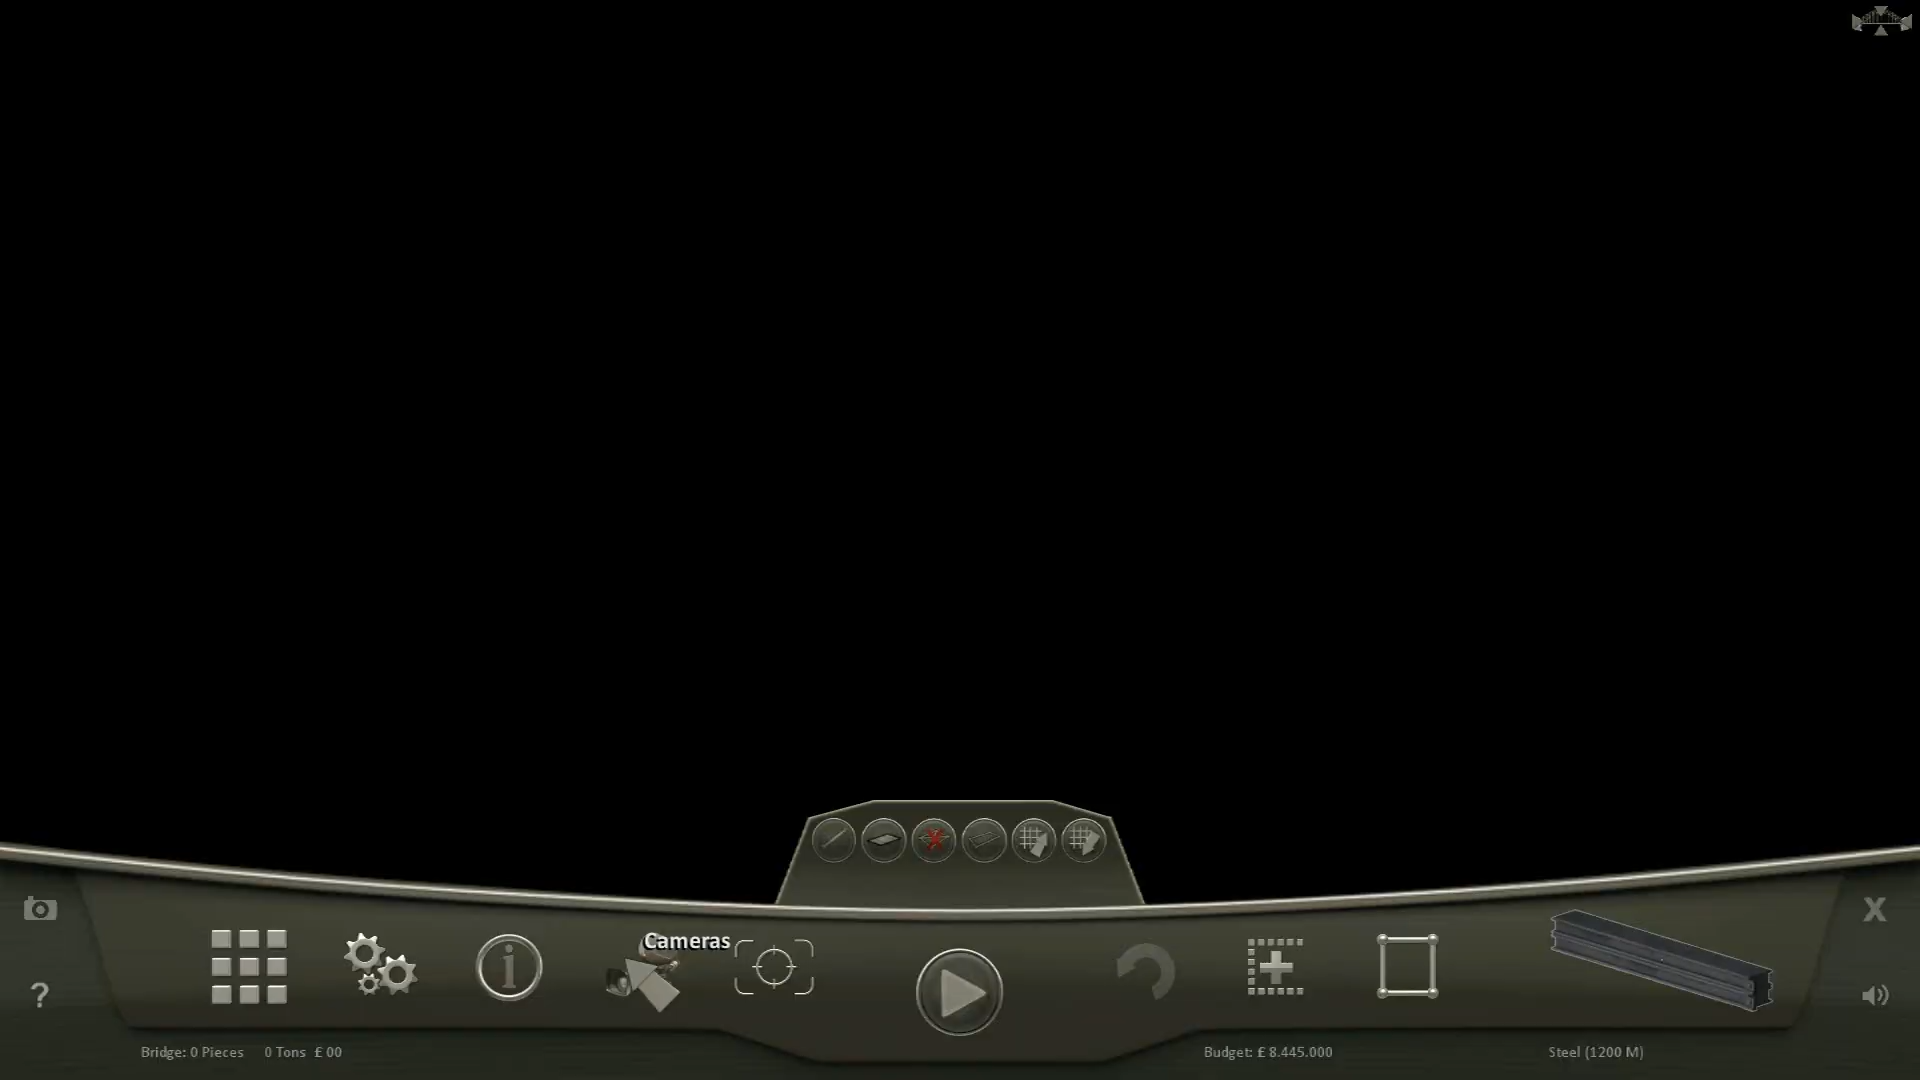 Cameras
?
X
Bridge: 0 Pieces 0 Tons £ 00
Budget: £ 8.445.000
Steel (1200 M)